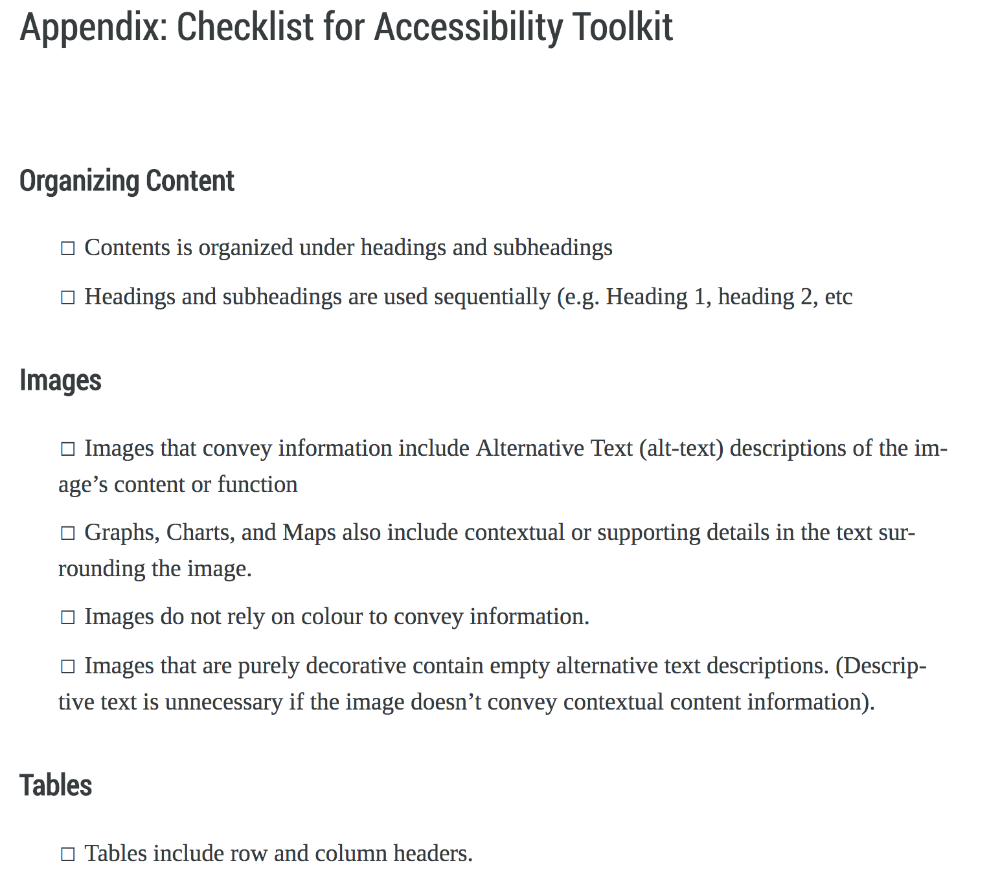 Appendix: Checklist for Accessibility Toolkit
Organizing Content
☐ Contents is organized under headings and subheadings
☐ Headings and subheadings are used sequentially (e.g. Heading 1, heading 2, etc
Images
☐ Images that convey information include Alternative Text (alt-text) descriptions of the im-
age’s content or function
☐ Graphs, Charts, and Maps also include contextual or supporting details in the text sur-
rounding the image.
☐ Images do not rely on colour to convey information.
☐ Images that are purely decorative contain empty alternative text descriptions. (Descrip-
tive text is unnecessary if the image doesn’t convey contextual content information).
Tables
☐ Tables include row and column headers.